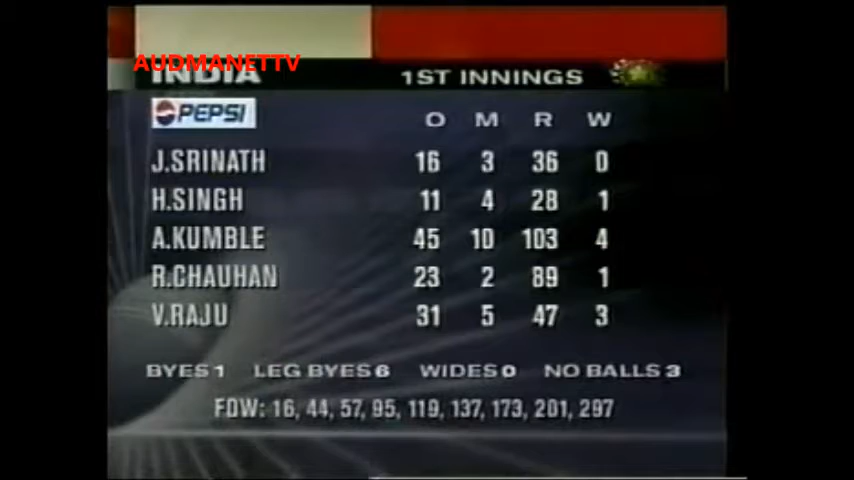 AUDMANETTV
INDIA 1ST INNINGS
PEPSI O M R W
J.SRINATH 16 3 36 0
H.SINGH 11 4 28 1
A.KUMBLE 45 10 103 4
R.CHAUHAN 23 2 89 1
V.RAJU 31 5 47 3
BYES 1 LEG BYES 6 WIDES 0 NO BALLS 3
FOW: 16, 44, 57, 95, 119, 137, 173, 201, 297